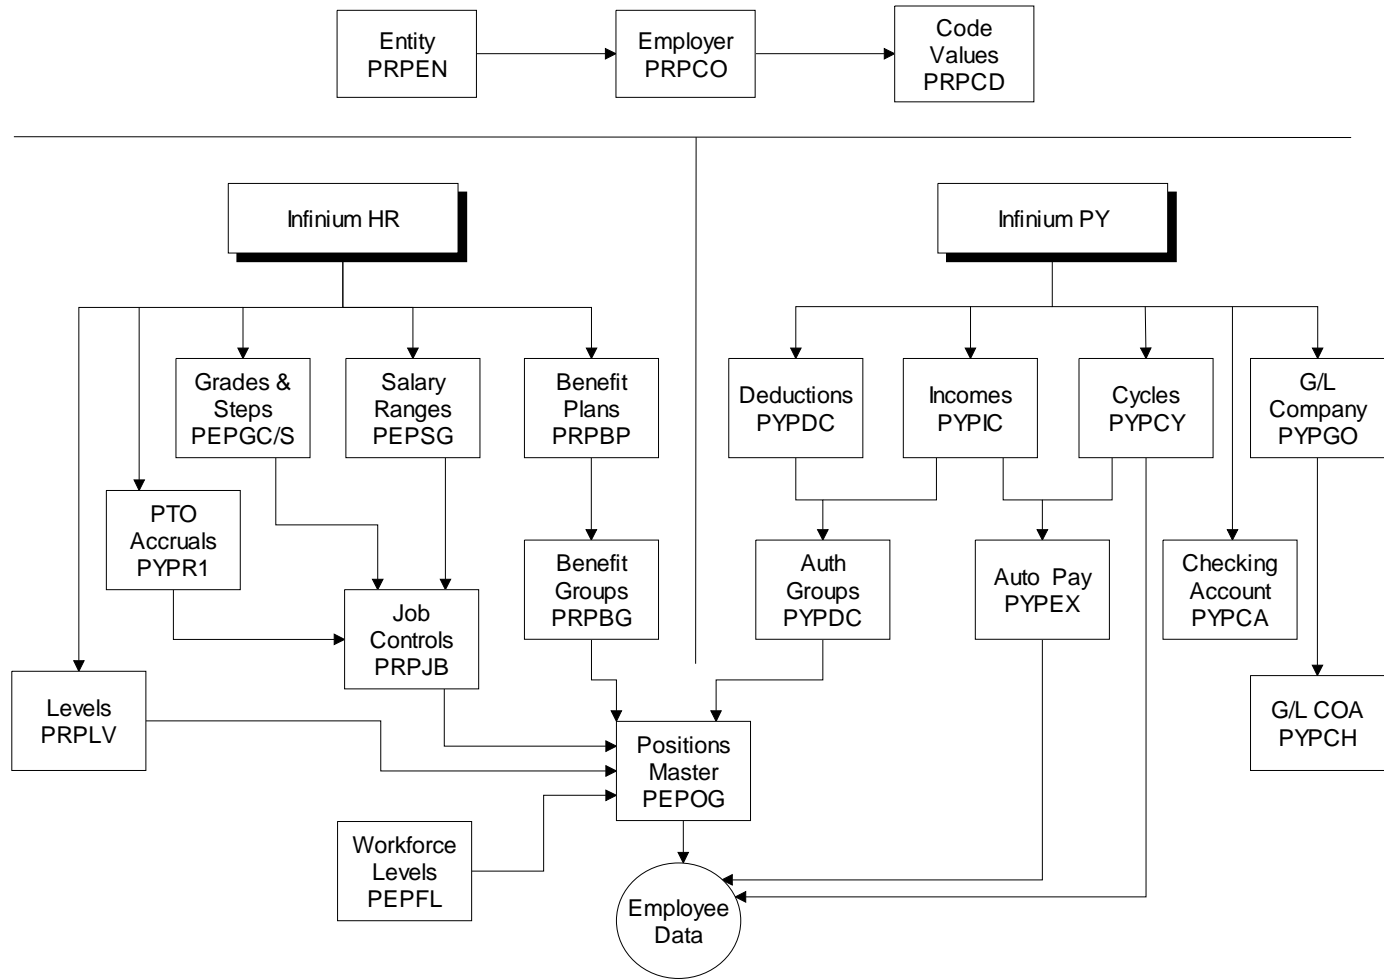 Entity
PRPEN
Employer
PRPCO
Code
Values
PRPCD
Infinium HR
Infinium PY
Grades &
Steps
PEPGC/S
Salary
Ranges
PEPSG
Benefit
Plans
PRPBP
Deductions
PYPDC
Incomes
PYPIC
Cycles
PYPCY
G/L
Company
PYPGO
PTO
Accruals
PYPR1
Benefit
Groups
PRPBG
Auth
Groups
PYPDC
Auto Pay
PYPEX
Checking
Account
PYPCA
Job
Controls
PRPJB
Levels
PRPLV
G/L COA
PYPCH
Positions
Master
PEPOG
Workforce
Levels
PEPFL
Employee
Data